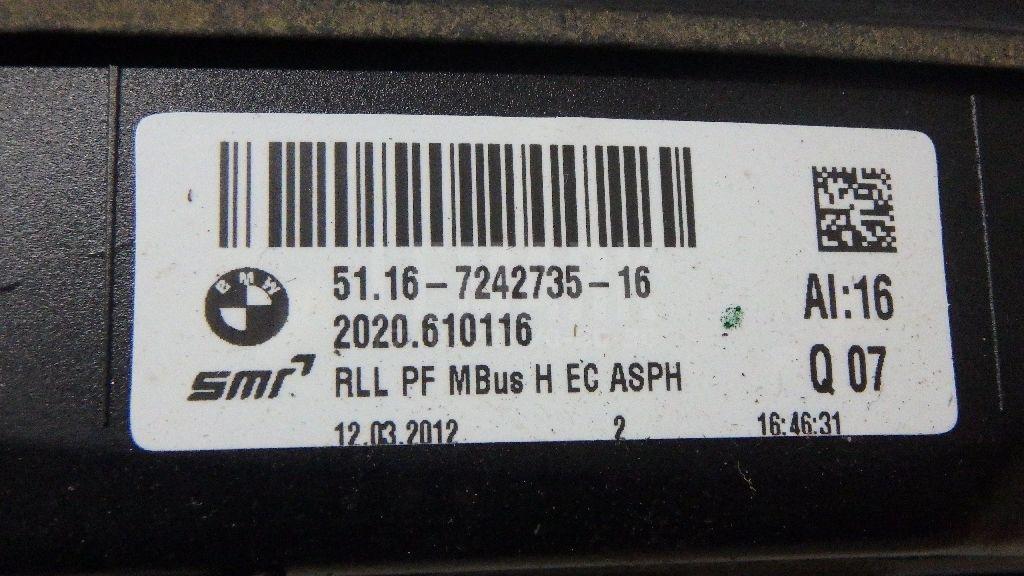 BMW
51.16-7242735-16
AI:16
2020.610116
smr
RLL PF MBus H EC ASPH
Q 07
12.03.2012 2 16:46:31